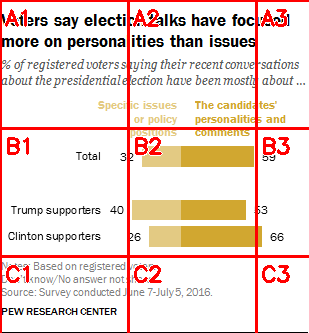 Voters say election talks have focused
more on personalities than issues
% of registered voters saying their recent conversations
about the presidential election have been mostly about ...
Specific issues
or policy
positions
The candidates'
personalities and
comments
Total 32 59
Trump supporters 40 53
Clinton supporters 26 66
Notes: Based on registered voters.
Don't know/No answer not
Source: Survey conducted June 7-July 5, 2016.
PEW RESEARCH CENTER
A1
A2
A3
B1
B2
B3
C1
C2
C3